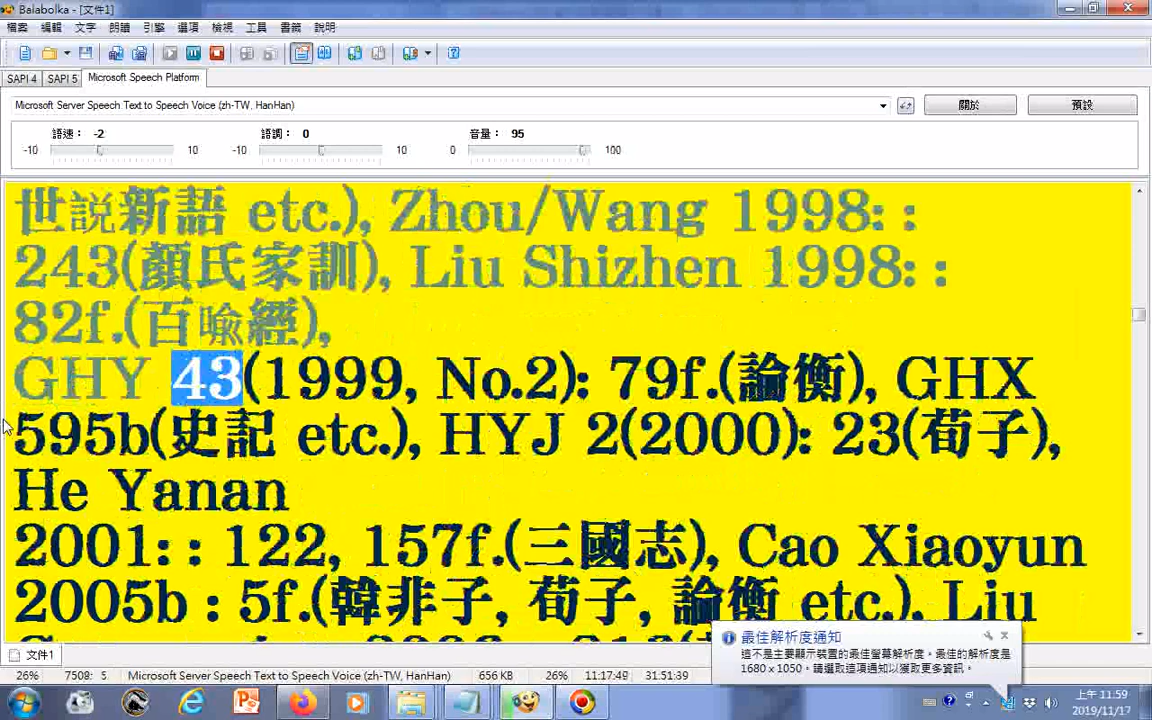 Balabolka - [文件1]
檔案 編輯 文字 朗讀 引擎 選項 檢視 工具 書籤 說明
SAPI 4 SAPI 5 Microsoft Speech Platform
Microsoft Server Speech Text to Speech Voice (zh-TW, HanHan) 關於 預設
語速: -2 語調: 0 音量: 95
-10 10 -10 10 0 100
世説新語 etc.), Zhou/Wang 1998: :
243(顏氏家訓), Liu Shizhen 1998: :
82f.(百喩經),
GHY 43(1999, No.2): 79f.(論衡), GHX
595b(史記 etc.), HYJ 2(2000): 23(荀子),
He Yanan
2001: : 122, 157f.(三國志), Cao Xiaoyun
2005b : 5f.(韓非子, 荀子, 論衡 etc.), Liu
最佳解析度通知
這不是主要顯示裝置的最佳螢幕解析度。最佳的解析度是
1680 x 1050。請選取這項通知以獲取更多資訊。
文件1
26% 7508: 5 Microsoft Server Speech Text to Speech Voice (zh-TW, HanHan) 656 KB 26% 11:17:49 31:51:39
上午 11:59
2019/11/17